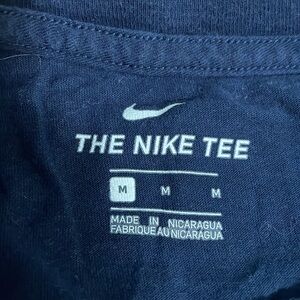 THE NIKE TEE
M M M
MADE IN NICARAGUA
FABRIQUE AU NICARAGUA